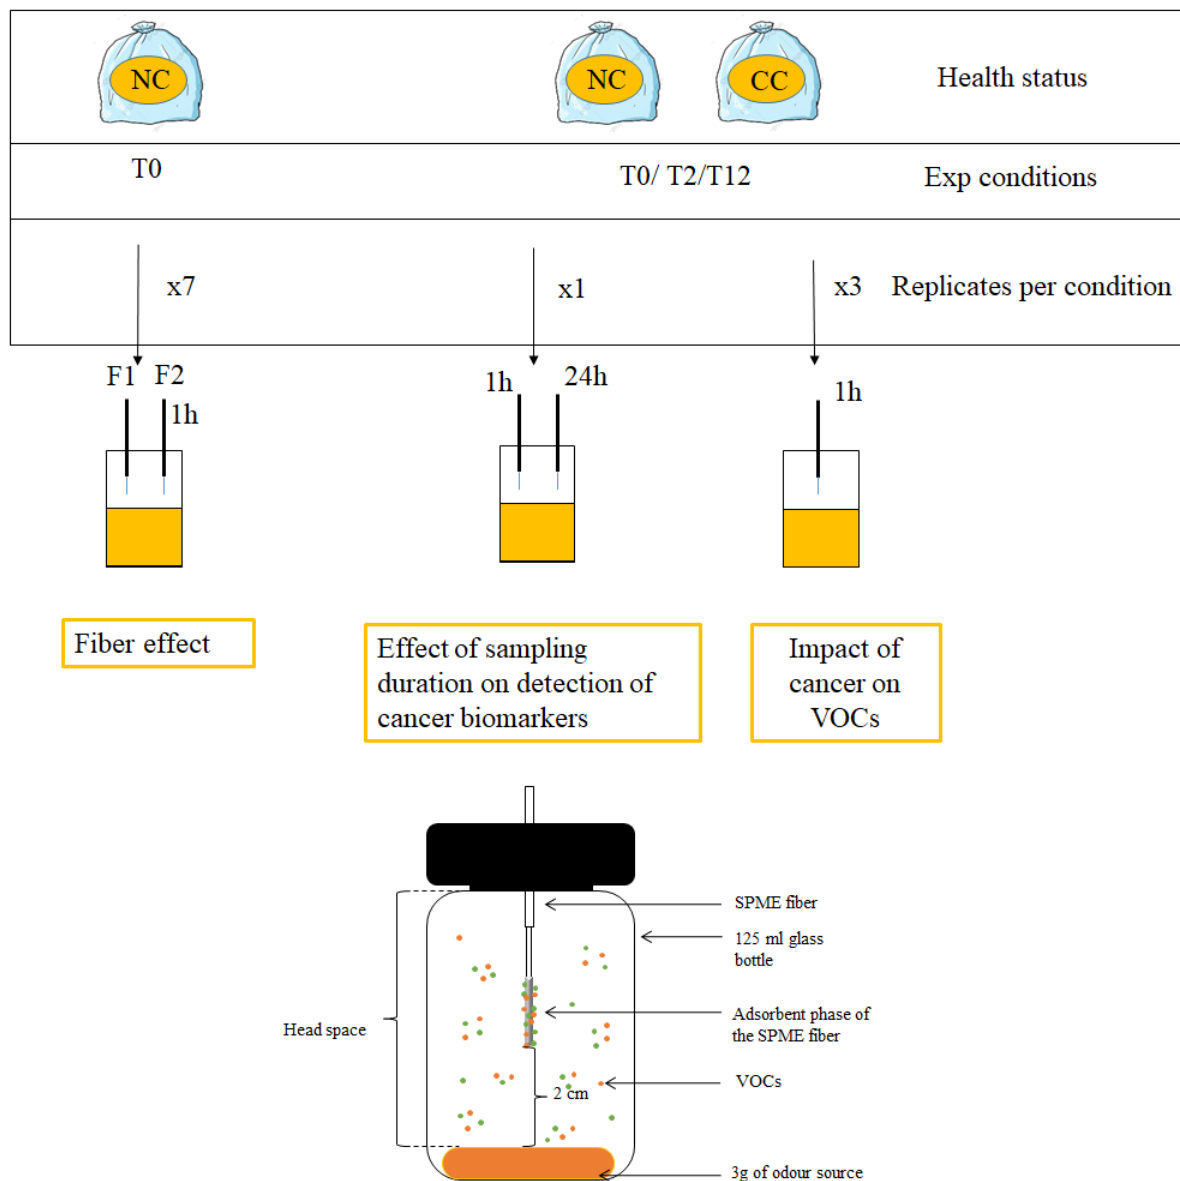 NC
NC
CC
Health status
T0
T0/ T2/T12
Exp conditions
x7
x1
x3
Replicates per condition
F1
F2
1h
1h
24h
1h
Fiber effect
Effect of sampling
duration on detection of
cancer biomarkers
Impact of
cancer on
VOCs
SPME fiber
125 ml glass
bottle
Adsorbent phase of
the SPME fiber
Head space
VOCs
2 cm
3g of odour source